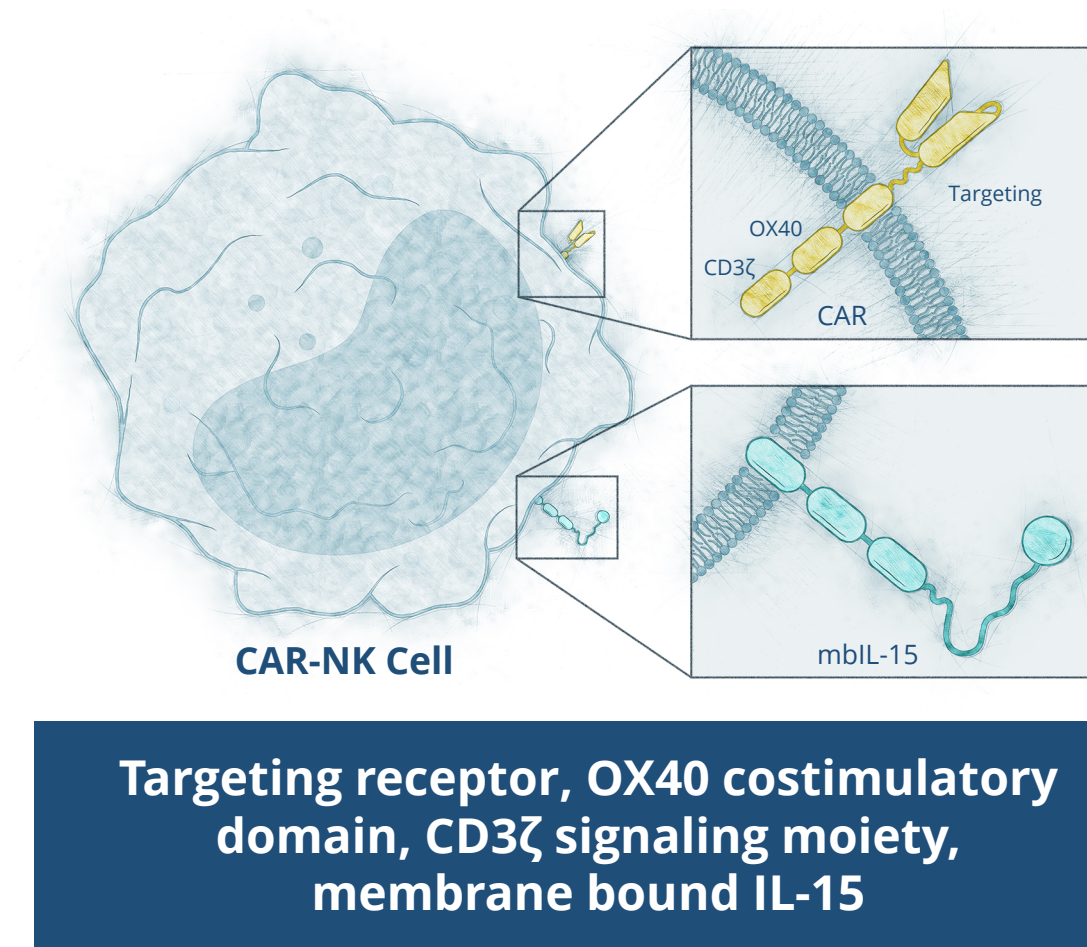 Targeting
OX40
CD3ζ
CAR
mbIL-15
CAR-NK Cell
Targeting receptor, OX40 costimulatory
domain, CD3ζ signaling moiety,
membrane bound IL-15